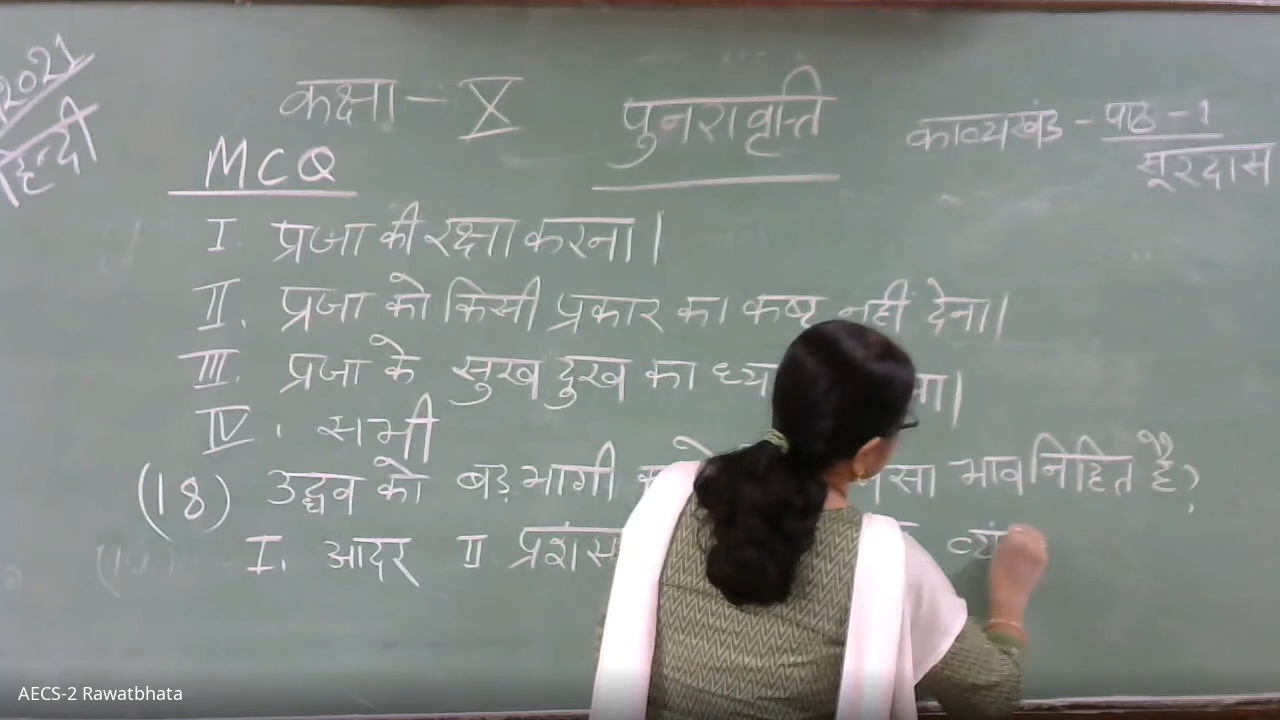 2021
हिन्दी
कक्षा - X पुनरावृत्ति काव्यखंड - पाठ - 1
सूरदास
MCQ
I. प्रजा की रक्षा करना।
II. प्रजा को किसी प्रकार का कष्ट नहीं देना।
III. प्रजा के सुख दुख का
IV. सभी
(18) उद्धव को बड़भागी भाव निहित है?
I. आदर II
AECS-2 Rawatbhata